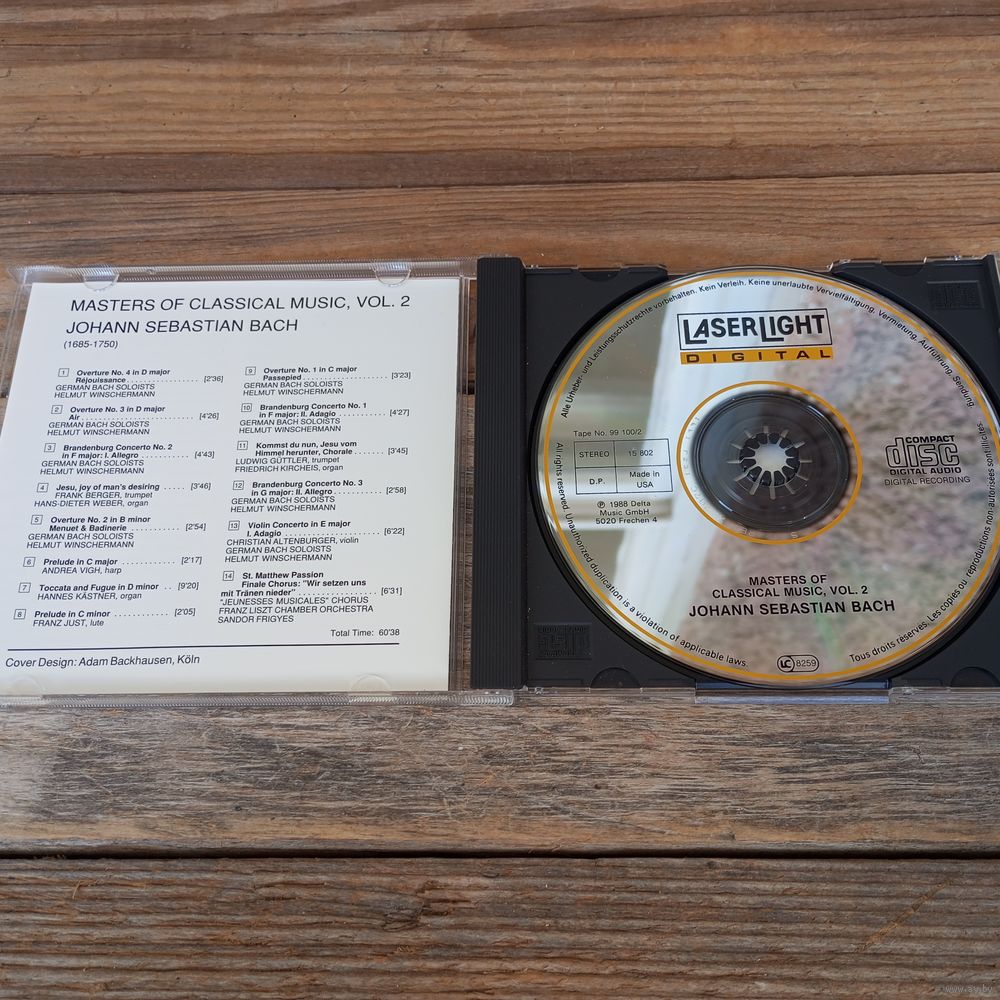 MASTERS OF CLASSICAL MUSIC, VOL. 2
JOHANN SEBASTIAN BACH
(1685-1750)
1 Overture No. 4 in D major
Réjouissance................ [2'36]
GERMAN BACH SOLOISTS
HELMUT WINSCHERMANN
2 Overture No. 3 in D major
Air ........................ [4'26]
GERMAN BACH SOLOISTS
HELMUT WINSCHERMANN
3 Brandenburg Concerto No. 2
in F major: I. Allegro ....... [4'43]
GERMAN BACH SOLOISTS
HELMUT WINSCHERMANN
4 Jesu, joy of man's desiring ..... [3'46]
FRANK BERGER, trumpet
HANS-DIETER WEBER, organ
5 Overture No. 2 in B minor
Menuet & Badinerie .......... [2'54]
GERMAN BACH SOLOISTS
HELMUT WINSCHERMANN
6 Prelude in C major ........ [2'17]
ANDREA VIGH, harp
7 Toccata and Fugue in D minor .. [9'20]
HANNES KÄSTNER, organ
8 Prelude in C minor ........ [2'05]
FRANZ JUST, lute
9 Overture No. 1 in C major
Passepied ................ [3'23]
GERMAN BACH SOLOISTS
HELMUT WINSCHERMANN
10 Brandenburg Concerto No. 1
in F major: II. Adagio ....... [4'27]
GERMAN BACH SOLOISTS
HELMUT WINSCHERMANN
11 Kommst du nun, Jesu vom
Himmel herunter, Chorale ....... [3'45]
LUDWIG GÜTTLER, trumpet
FRIEDRICH KIRCHEIS, organ
12 Brandenburg Concerto No. 3
in G major: II. Allegro ....... [2'58]
GERMAN BACH SOLOISTS
HELMUT WINSCHERMANN
13 Violin Concerto in E major
I. Adagio ................ [6'22]
CHRISTIAN ALTENBURGER, violin
GERMAN BACH SOLOISTS
HELMUT WINSCHERMANN
14 St. Matthew Passion
Finale Chorus: "Wir setzen uns
mit Tränen nieder" .......... [6'31]
"JEUNESSES MUSICALES" CHORUS
FRANZ LISZT CHAMBER ORCHESTRA
SANDOR FRIGYES
Total Time: 60'38
Cover Design: Adam Backhausen, Köln
Alle Urheber- und Leistungsschutzrechte vorbehalten. Kein Verleih. Keine unerlaubte Vervielfältigung, Vermietung, Aufführung, Sendung
LASERLIGHT
DIGITAL
Tape No. 99 100/2
STEREO 15 802
D.P. Made in
USA
℗ 1988 Delta
Music GmbH
5020 Frechen 4
COMPACT
disc
DIGITAL AUDIO
DIGITAL RECORDING
MASTERS OF
CLASSICAL MUSIC, VOL. 2
JOHANN SEBASTIAN BACH
LC 8259
All rights reserved. Unauthorized duplication is a violation of applicable laws.
Tous droits réservés. Les copies ou reproductions non-autorisées sont illicites.
www.ay.by